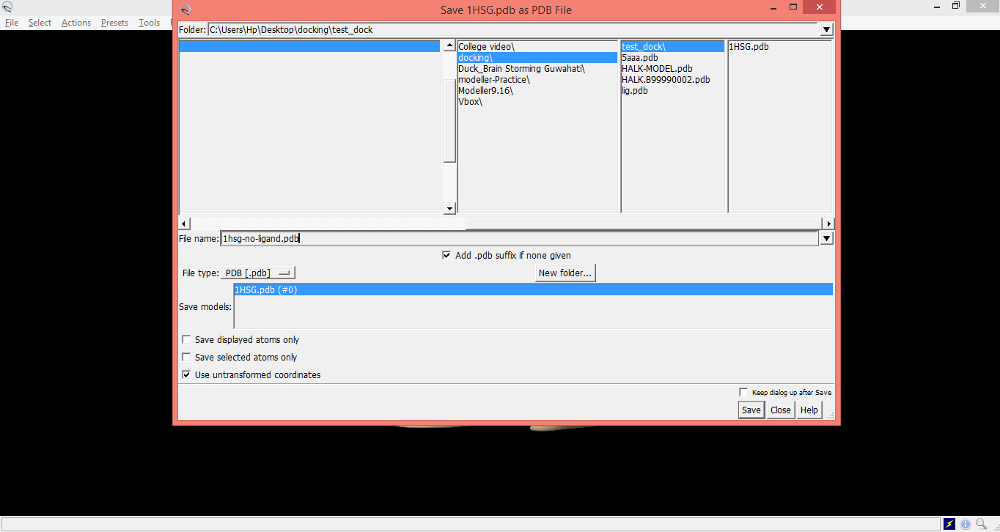 Save 1HSG.pdb as PDB File
File Select Actions Presets Tools
Folder: C:\Users\Hp\Desktop\docking\test_dock
College video\ test_dock\ 1HSG.pdb
docking\ 5aaa.pdb
Duck_Brain Storming Guwahati\ HALK-MODEL.pdb
modeller-Practice\ HALK.B99990002.pdb
Modeller9.16\ lig.pdb
Vbox\
File name: 1hsg-no-ligand.pdb
Add .pdb suffix if none given
File type: PDB [.pdb] New folder...
1HSG.pdb (#0)
Save models:
Save displayed atoms only
Save selected atoms only
Use untransformed coordinates
Keep dialog up after Save
Save Close Help